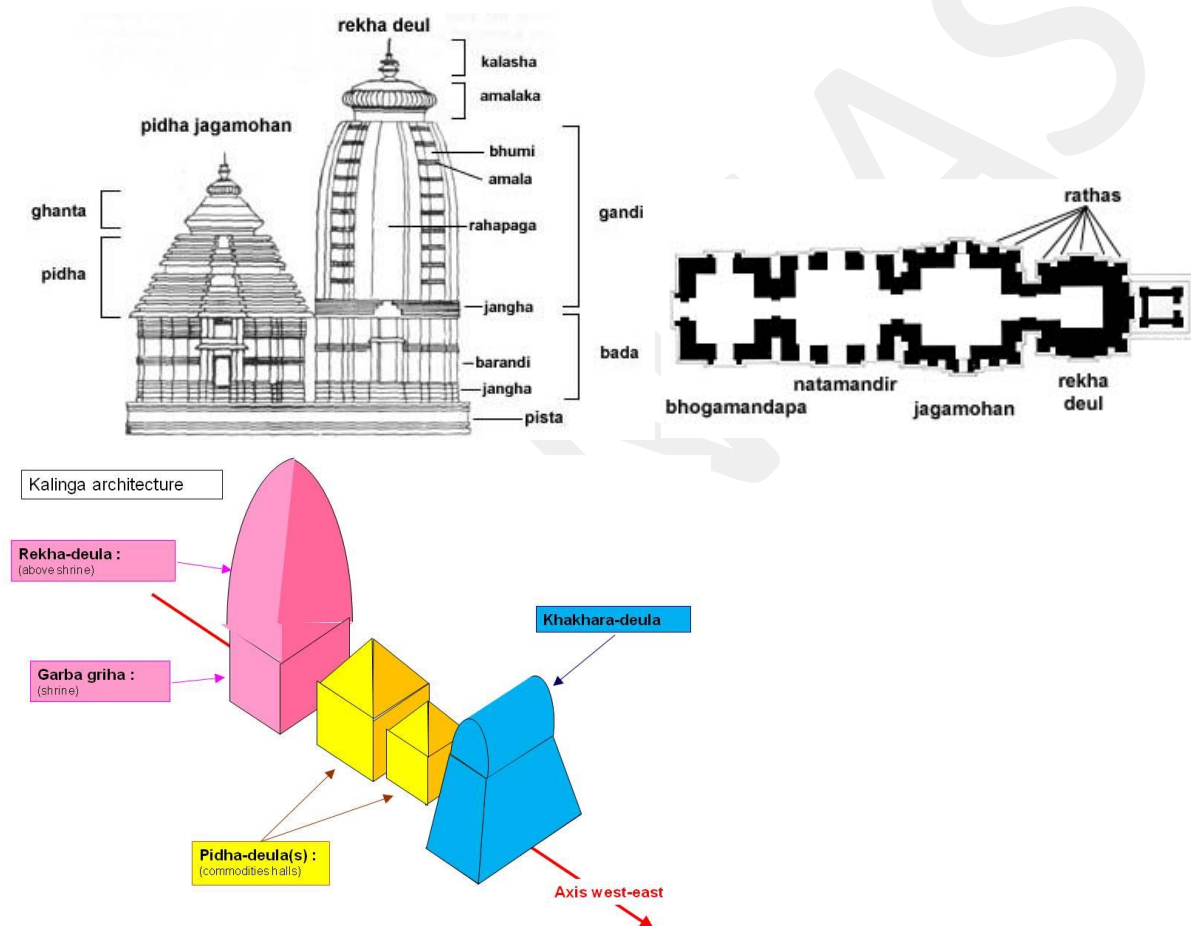 rekha deul
kalasha
amalaka
pidha jagamohan
bhumi
amala
ghanta
rahapaga
gandi
pidha
jangha
bada
barandi
jangha
pista
rathas
natamandir
bhogamandapa
jagamohan
rekha
deul
Kalinga architecture
Rekha-deula :
(above shrine)
Khakhara-deula
Garba griha :
(shrine)
Pidha-deula(s) :
(commodities halls)
Axis west-east